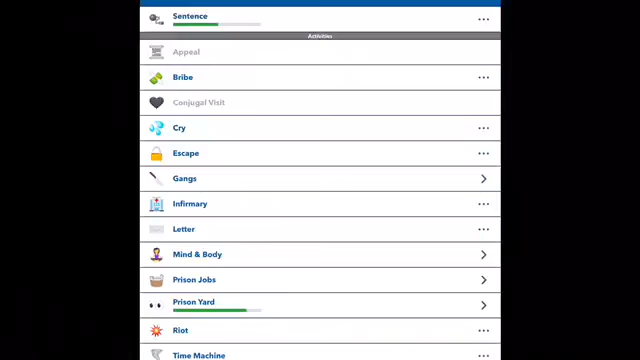 Sentence
Activities
Appeal
Bribe
Conjugal Visit
Cry
Escape
Gangs
Infirmary
Letter
Mind & Body
Prison Jobs
Prison Yard
Riot
Time Machine